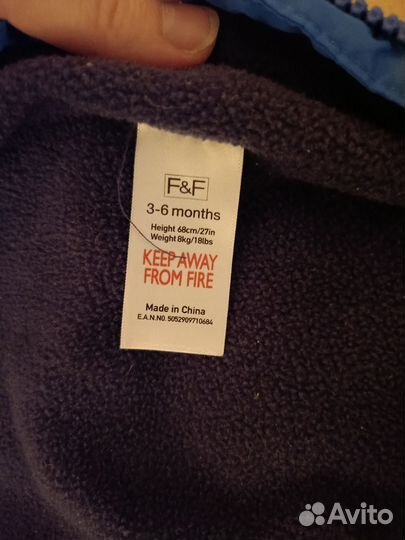 F&F
3-6 months
Height 68cm/27in
Weight 8kg/18lbs
KEEP AWAY
FROM FIRE
Made in China
E.A.N.NO. 5052909710684
Avito